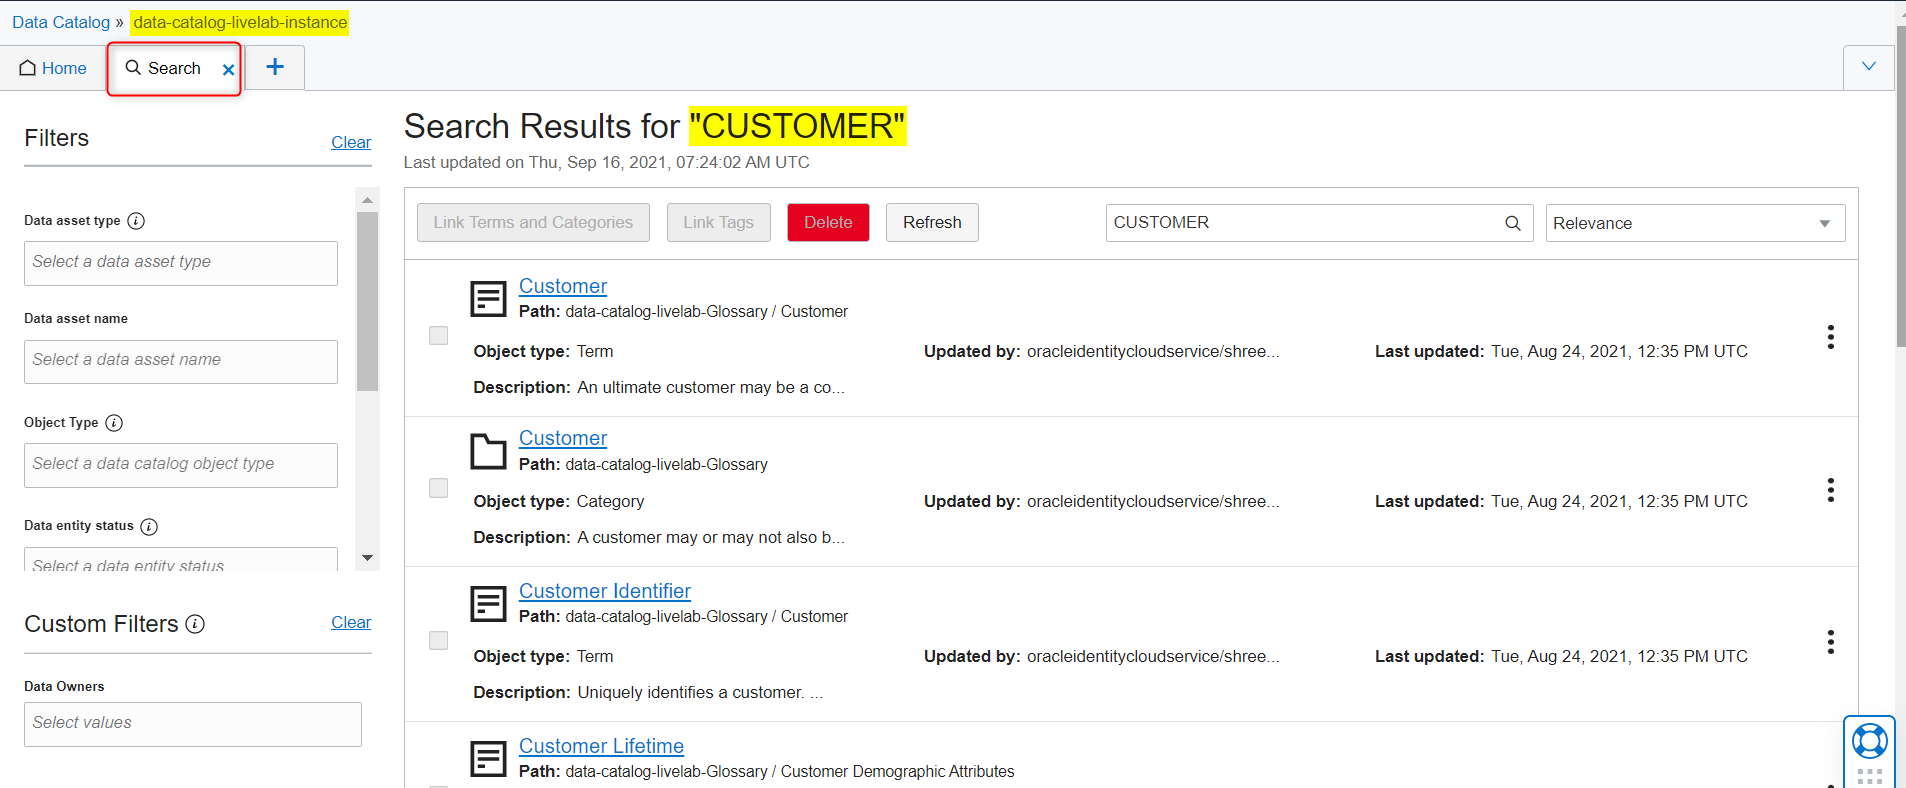 Data Catalog » data-catalog-livelab-instance
Home Search × +
Filters Clear
Data asset type i
Select a data asset type
Data asset name
Select a data asset name
Object Type i
Select a data catalog object type
Data entity status i
Select a data entity status
Custom Filters i Clear
Data Owners
Select values
Search Results for "CUSTOMER"
Last updated on Thu, Sep 16, 2021, 07:24:02 AM UTC
Link Terms and Categories Link Tags Delete Refresh CUSTOMER Relevance
Customer
Path: data-catalog-livelab-Glossary / Customer
Object type: Term Updated by: oracleidentitycloudservice/shree... Last updated: Tue, Aug 24, 2021, 12:35 PM UTC
Description: An ultimate customer may be a co...
Customer
Path: data-catalog-livelab-Glossary
Object type: Category Updated by: oracleidentitycloudservice/shree... Last updated: Tue, Aug 24, 2021, 12:35 PM UTC
Description: A customer may or may not also b...
Customer Identifier
Path: data-catalog-livelab-Glossary / Customer
Object type: Term Updated by: oracleidentitycloudservice/shree... Last updated: Tue, Aug 24, 2021, 12:35 PM UTC
Description: Uniquely identifies a customer. ...
Customer Lifetime
Path: data-catalog-livelab-Glossary / Customer Demographic Attributes